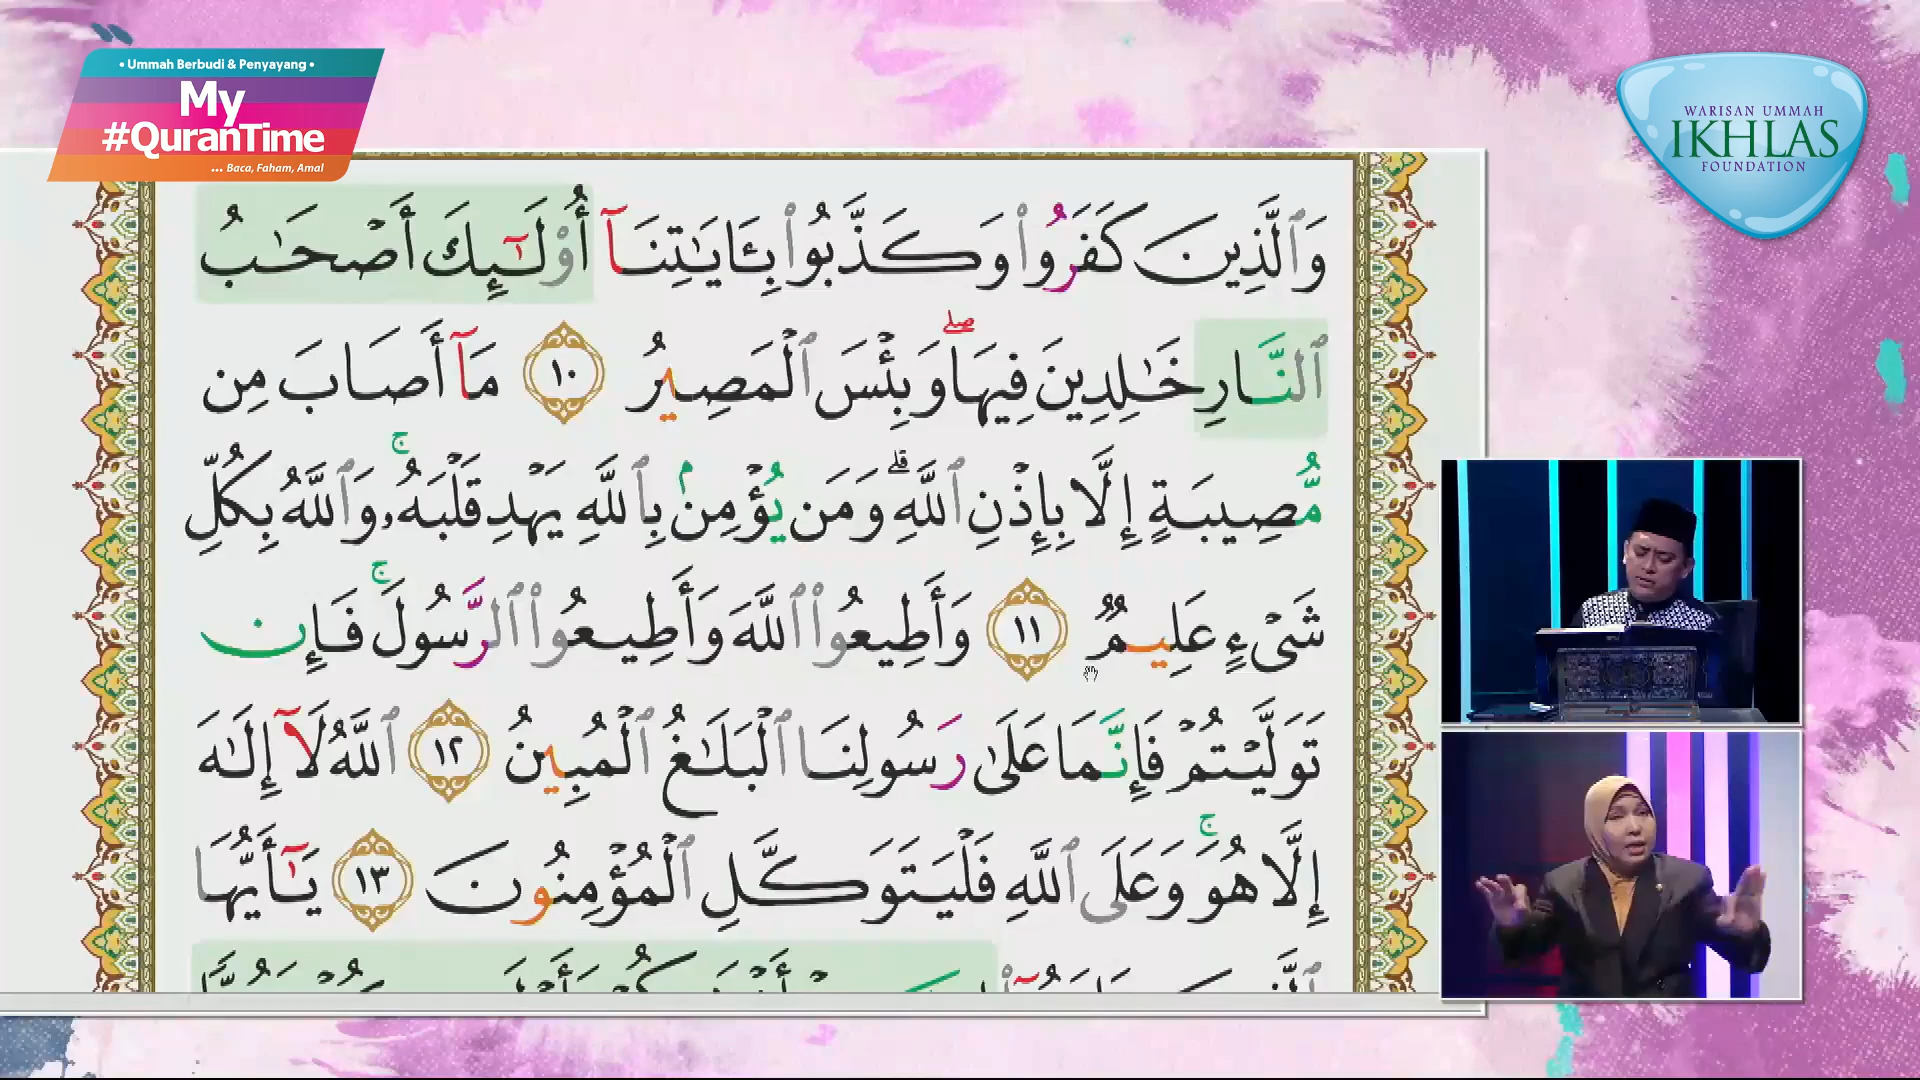 • Ummah Berbudi & Penyayang •
My
#QuranTime
... Baca, Faham, Amal
WARISAN UMMAH
IKHLAS
FOUNDATION
وَٱلَّذِينَ كَفَرُوا۟ وَكَذَّبُوا۟ بِـَٔايَـٰتِنَآ أُو۟لَـٰٓئِكَ أَصْحَـٰبُ
ٱلنَّارِ خَـٰلِدِينَ فِيهَا ۖ وَبِئْسَ ٱلْمَصِيرُ ١٠ مَآ أَصَابَ مِن
مُّصِيبَةٍ إِلَّا بِإِذْنِ ٱللَّهِ ۗ وَمَن يُؤْمِنۢ بِٱللَّهِ يَهْدِ قَلْبَهُۥ ۚ وَٱللَّهُ بِكُلِّ
شَىْءٍ عَلِيمٌ ١١ وَأَطِيعُوا۟ ٱللَّهَ وَأَطِيعُوا۟ ٱلرَّسُولَ ۚ فَإِن
تَوَلَّيْتُمْ فَإِنَّمَا عَلَىٰ رَسُولِنَا ٱلْبَلَـٰغُ ٱلْمُبِينُ ١٢ ٱللَّهُ لَآ إِلَـٰهَ
إِلَّا هُوَ ۚ وَعَلَى ٱللَّهِ فَلْيَتَوَكَّلِ ٱلْمُؤْمِنُونَ ١٣ يَـٰٓأَيُّهَا